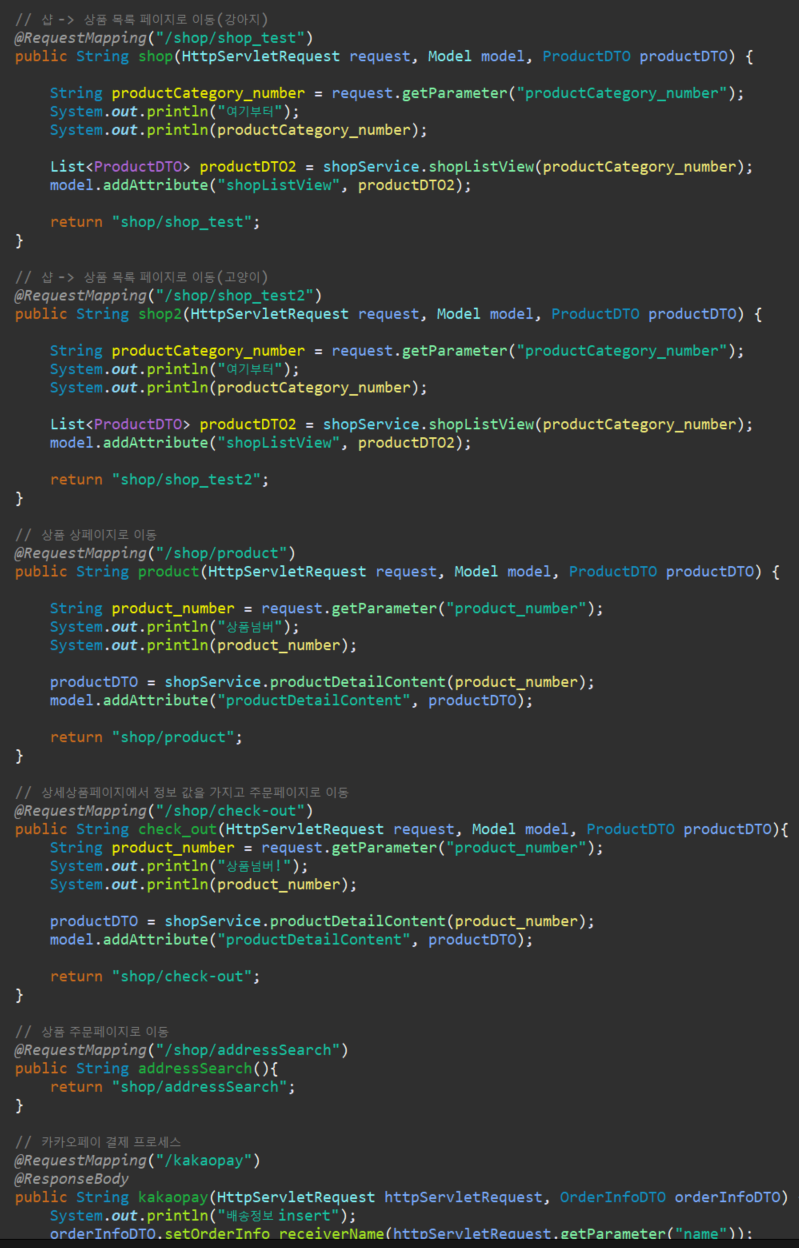 // 샵 -> 상품 목록 페이지로 이동(강아지)
@RequestMapping("/shop/shop_test")
public String shop(HttpServletRequest request, Model model, ProductDTO productDTO) {
String productCategory_number = request.getParameter("productCategory_number");
System.out.println("여기부터");
System.out.println(productCategory_number);
List<ProductDTO> productDTO2 = shopService.shopListView(productCategory_number);
model.addAttribute("shopListView", productDTO2);
return "shop/shop_test";
}
// 샵 -> 상품 목록 페이지로 이동(고양이)
@RequestMapping("/shop/shop_test2")
public String shop2(HttpServletRequest request, Model model, ProductDTO productDTO) {
String productCategory_number = request.getParameter("productCategory_number");
System.out.println("여기부터");
System.out.println(productCategory_number);
List<ProductDTO> productDTO2 = shopService.shopListView(productCategory_number);
model.addAttribute("shopListView", productDTO2);
return "shop/shop_test2";
}
// 상품 상페이지로 이동
@RequestMapping("/shop/product")
public String product(HttpServletRequest request, Model model, ProductDTO productDTO) {
String product_number = request.getParameter("product_number");
System.out.println("상품넘버");
System.out.println(product_number);
productDTO = shopService.productDetailContent(product_number);
model.addAttribute("productDetailContent", productDTO);
return "shop/product";
}
// 상세상품페이지에서 정보 값을 가지고 주문페이지로 이동
@RequestMapping("/shop/check-out")
public String check_out(HttpServletRequest request, Model model, ProductDTO productDTO){
String product_number = request.getParameter("product_number");
System.out.println("상품넘버!");
System.out.println(product_number);
productDTO = shopService.productDetailContent(product_number);
model.addAttribute("productDetailContent", productDTO);
return "shop/check-out";
}
// 상품 주문페이지로 이동
@RequestMapping("/shop/addressSearch")
public String addressSearch(){
return "shop/addressSearch";
}
// 카카오페이 결제 프로세스
@RequestMapping("/kakaopay")
@ResponseBody
public String kakaopay(HttpServletRequest httpServletRequest, OrderInfoDTO orderInfoDTO)
System.out.println("배송정보 insert");
orderInfoDTO.setOrderInfo_receiverName(httpServletRequest.getParameter("name"));